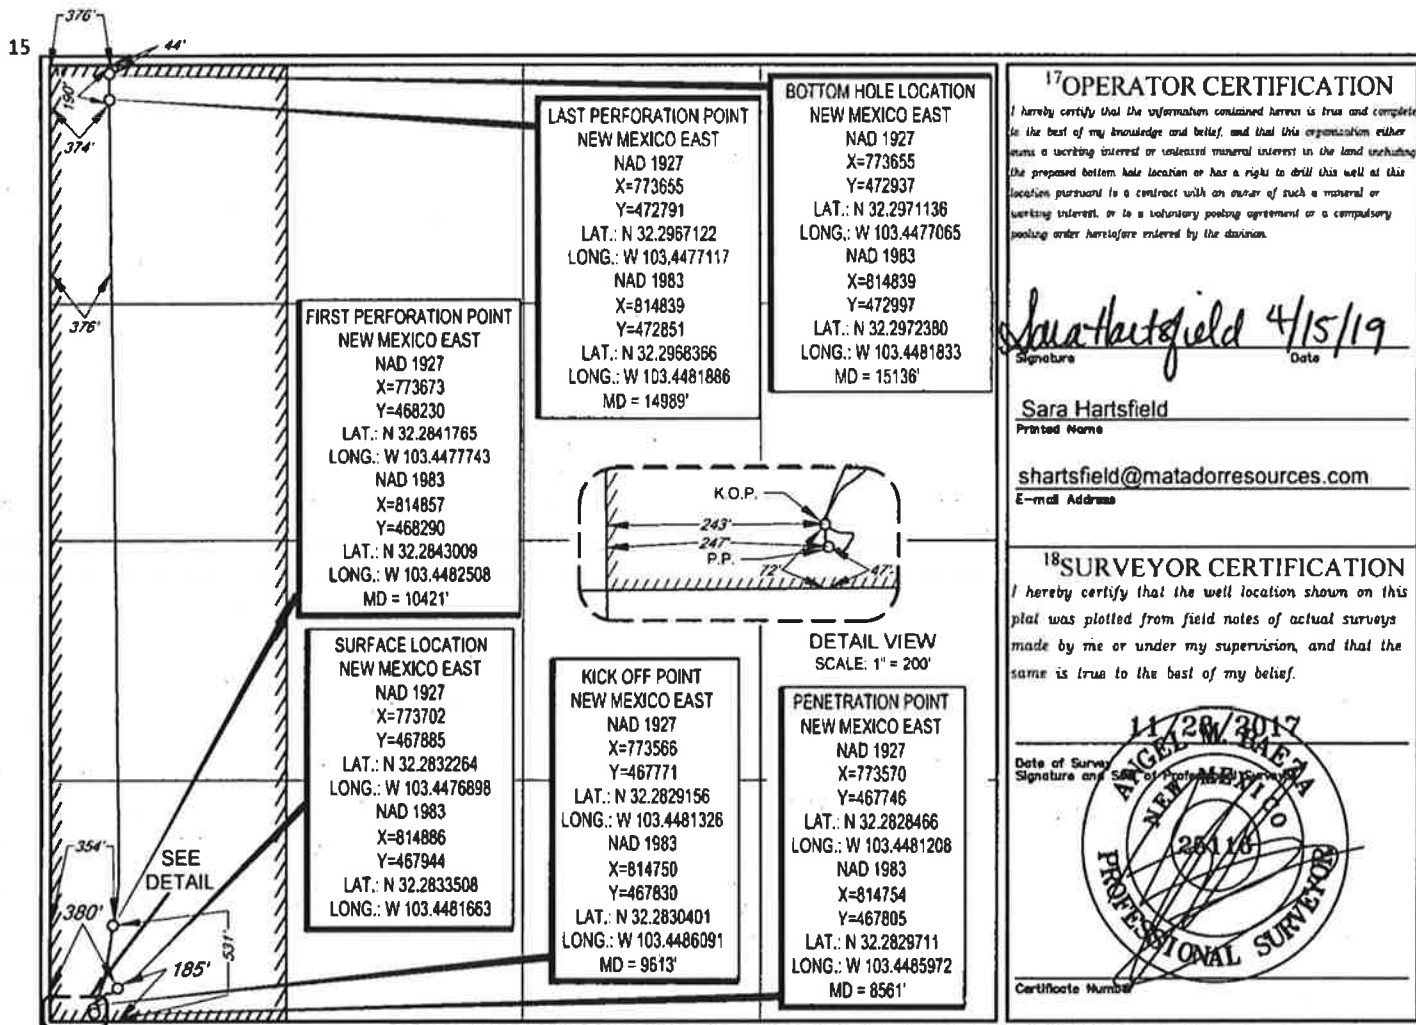 15
376'
44'
190'
374'
376'
LAST PERFORATION POINT
NEW MEXICO EAST
NAD 1927
X=773655
Y=472791
LAT.: N 32.2967122
LONG.: W 103.4477117
NAD 1983
X=814839
Y=472851
LAT.: N 32.2968366
LONG.: W 103.4481886
MD = 14989'
BOTTOM HOLE LOCATION
NEW MEXICO EAST
NAD 1927
X=773655
Y=472937
LAT.: N 32.2971136
LONG.: W 103.4477065
NAD 1983
X=814839
Y=472997
LAT.: N 32.2972380
LONG.: W 103.4481833
MD = 15136'
FIRST PERFORATION POINT
NEW MEXICO EAST
NAD 1927
X=773673
Y=468230
LAT.: N 32.2841765
LONG.: W 103.4477743
NAD 1983
X=814857
Y=468290
LAT.: N 32.2843009
LONG.: W 103.4482508
MD = 10421'
K.O.P.
243'
247'
P.P.
72'
47'
DETAIL VIEW
SCALE: 1" = 200'
SURFACE LOCATION
NEW MEXICO EAST
NAD 1927
X=773702
Y=467885
LAT.: N 32.2832264
LONG.: W 103.4476898
NAD 1983
X=814886
Y=467944
LAT.: N 32.2833508
LONG.: W 103.4481663
KICK OFF POINT
NEW MEXICO EAST
NAD 1927
X=773566
Y=467771
LAT.: N 32.2829156
LONG.: W 103.4481326
NAD 1983
X=814750
Y=467830
LAT.: N 32.2830401
LONG.: W 103.4486091
MD = 9613'
PENETRATION POINT
NEW MEXICO EAST
NAD 1927
X=773570
Y=467746
LAT.: N 32.2828466
LONG.: W 103.4481208
NAD 1983
X=814754
Y=467805
LAT.: N 32.2829711
LONG.: W 103.4485972
MD = 8561'
354'
SEE
DETAIL
380'
531'
185'
17 OPERATOR CERTIFICATION
I hereby certify that the information contained herein is true and complete
to the best of my knowledge and belief, and that this organization either
owns a working interest or unleased mineral interest in the land including
the proposed bottom hole location or has a right to drill this well at this
location pursuant to a contract with an owner of such a mineral or
working interest, or to a voluntary pooling agreement or a compulsory
pooling order heretofore entered by the division.
Sara Hartsfield 4/15/19
Signature Date
Sara Hartsfield
Printed Name
shartsfield@matadorresources.com
E-mail Address
18 SURVEYOR CERTIFICATION
I hereby certify that the well location shown on this
plat was plotted from field notes of actual surveys
made by me or under my supervision, and that the
same is true to the best of my belief.
11/28/2017
Date of Survey
Signature and Seal of Professional Surveyor
ANGEL M. BAEZA
NEW MEXICO
PROFESSIONAL SURVEYOR
Certificate Number